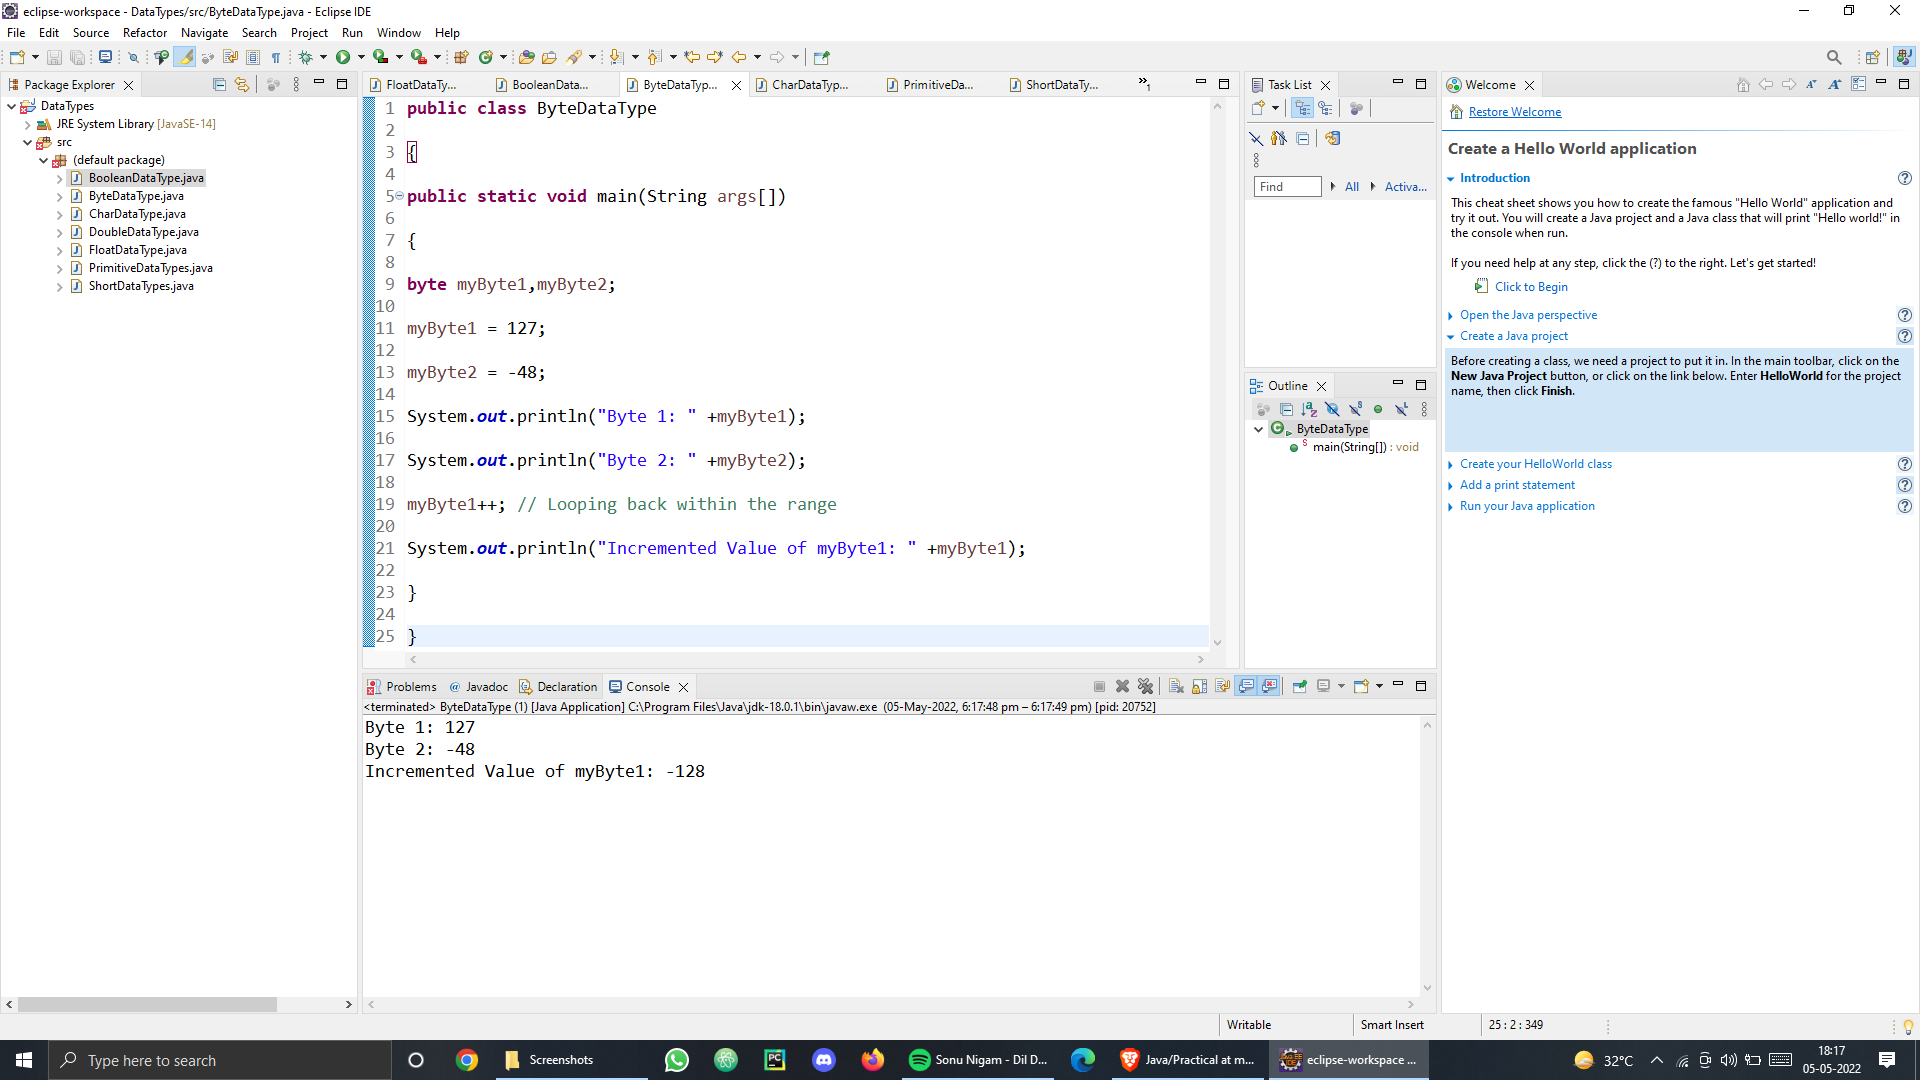 eclipse-workspace - DataTypes/src/ByteDataType.java - Eclipse IDE
File Edit Source Refactor Navigate Search Project Run Window Help
Package Explorer
DataTypes
JRE System Library [JavaSE-14]
src
(default package)
BooleanDataType.java
ByteDataType.java
CharDataType.java
DoubleDataType.java
FloatDataType.java
PrimitiveDataTypes.java
ShortDataTypes.java
FloatDataTy... BooleanData... ByteDataTyp... CharDataTyp... PrimitiveDa... ShortDataTy... »1
1 public class ByteDataType
2
3 {
4
5 public static void main(String args[])
6
7 {
8
9 byte myByte1,myByte2;
10
11 myByte1 = 127;
12
13 myByte2 = -48;
14
15 System.out.println("Byte 1: " +myByte1);
16
17 System.out.println("Byte 2: " +myByte2);
18
19 myByte1++; // Looping back within the range
20
21 System.out.println("Incremented Value of myByte1: " +myByte1);
22
23 }
24
25 }
Problems @ Javadoc Declaration Console
<terminated> ByteDataType (1) [Java Application] C:\Program Files\Java\jdk-18.0.1\bin\javaw.exe (05-May-2022, 6:17:48 pm – 6:17:49 pm) [pid: 20752]
Byte 1: 127
Byte 2: -48
Incremented Value of myByte1: -128
Task List
Find All Activa...
Outline
ByteDataType
main(String[]) : void
Welcome
Restore Welcome
Create a Hello World application
Introduction
This cheat sheet shows you how to create the famous "Hello World" application and
try it out. You will create a Java project and a Java class that will print "Hello world!" in
the console when run.
If you need help at any step, click the (?) to the right. Let's get started!
Click to Begin
Open the Java perspective
Create a Java project
Before creating a class, we need a project to put it in. In the main toolbar, click on the
New Java Project button, or click on the link below. Enter HelloWorld for the project
name, then click Finish.
Create your HelloWorld class
Add a print statement
Run your Java application
Writable Smart Insert 25 : 2 : 349
Type here to search
Screenshots
Sonu Nigam - Dil D...
Java/Practical at m...
eclipse-workspace ...
32°C
18:17
05-05-2022